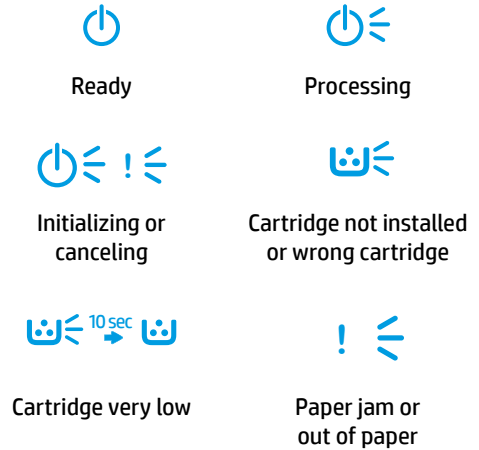 Ready
Processing
!
Initializing or
canceling
Cartridge not installed
or wrong cartridge
10 sec
Cartridge very low
!
Paper jam or
out of paper